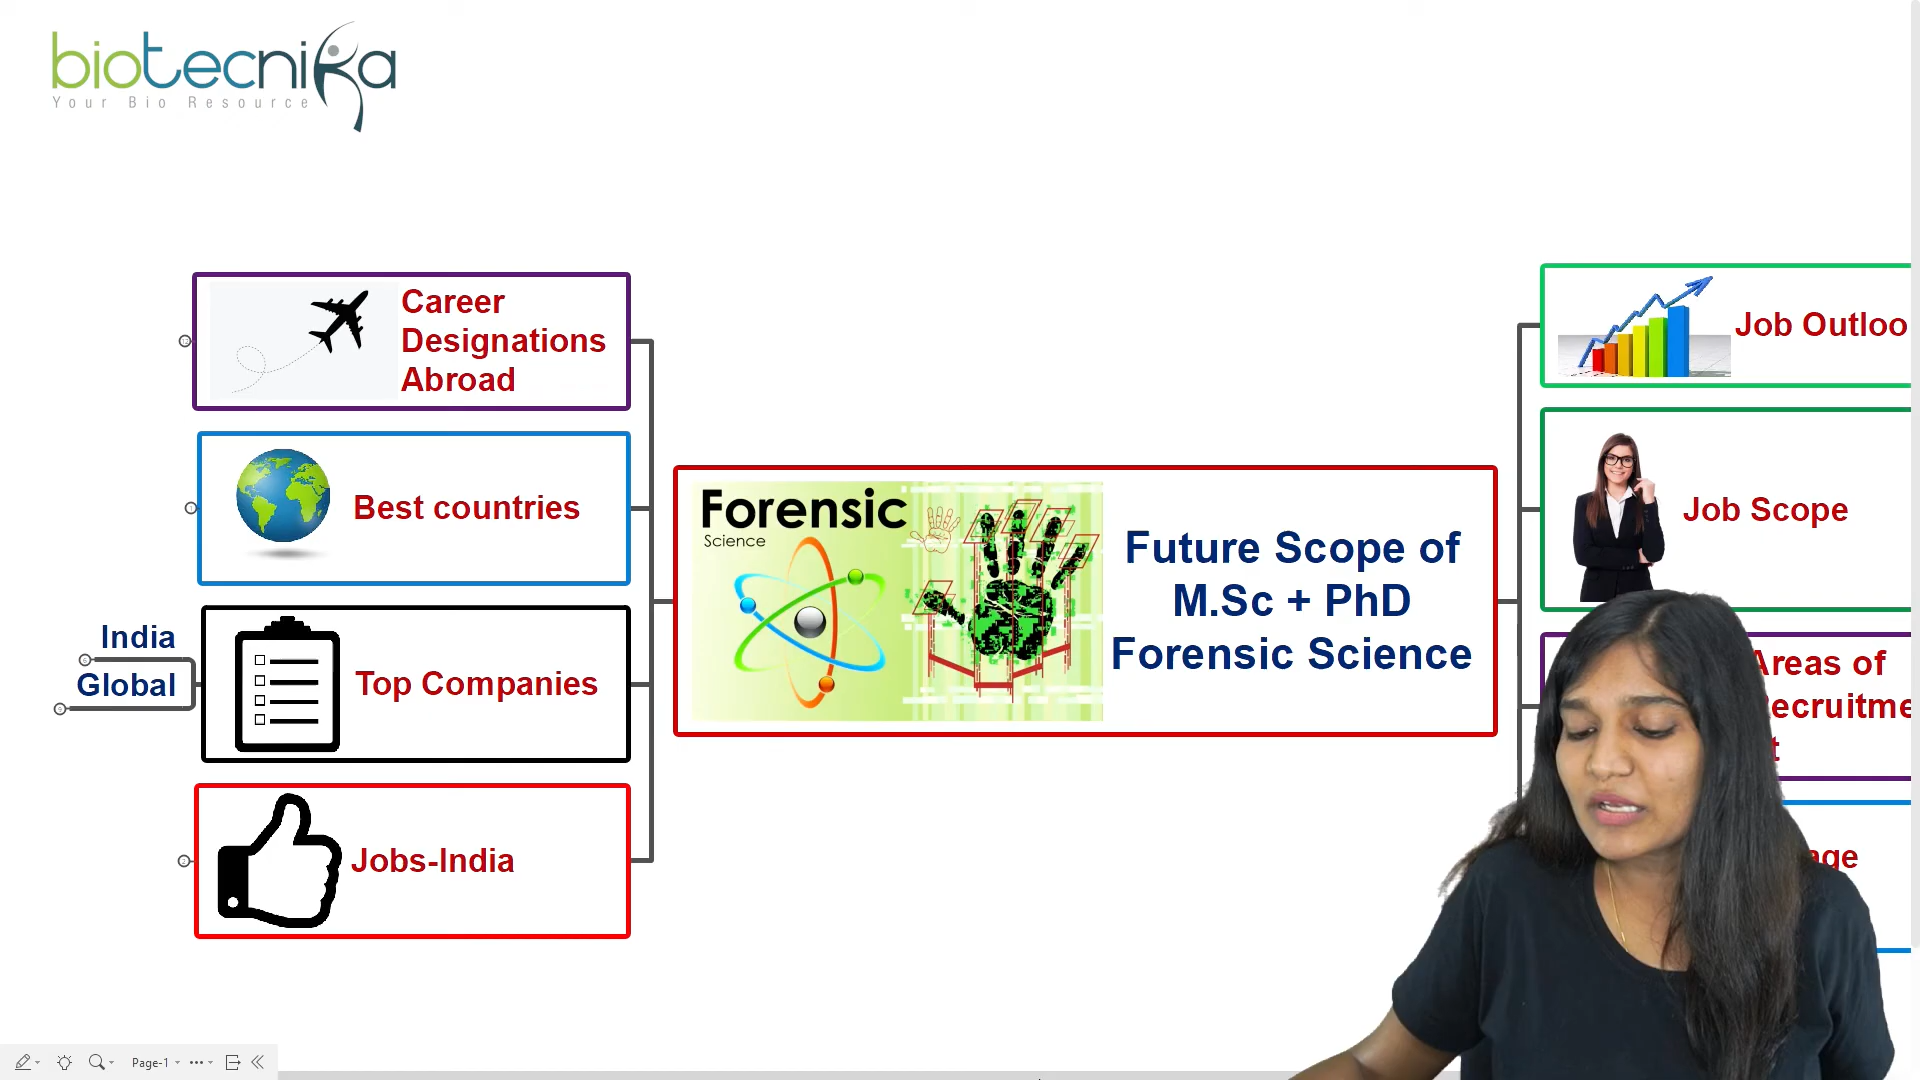 biotecnika
Your Bio Resource
Career
Designations
Abroad
Best countries
India
Global
Top Companies
Jobs-India
Forensic
Science
Future Scope of
M.Sc + PhD
Forensic Science
Job Outloo
Job Scope
Areas of
ecruitme
t
age
Page-1